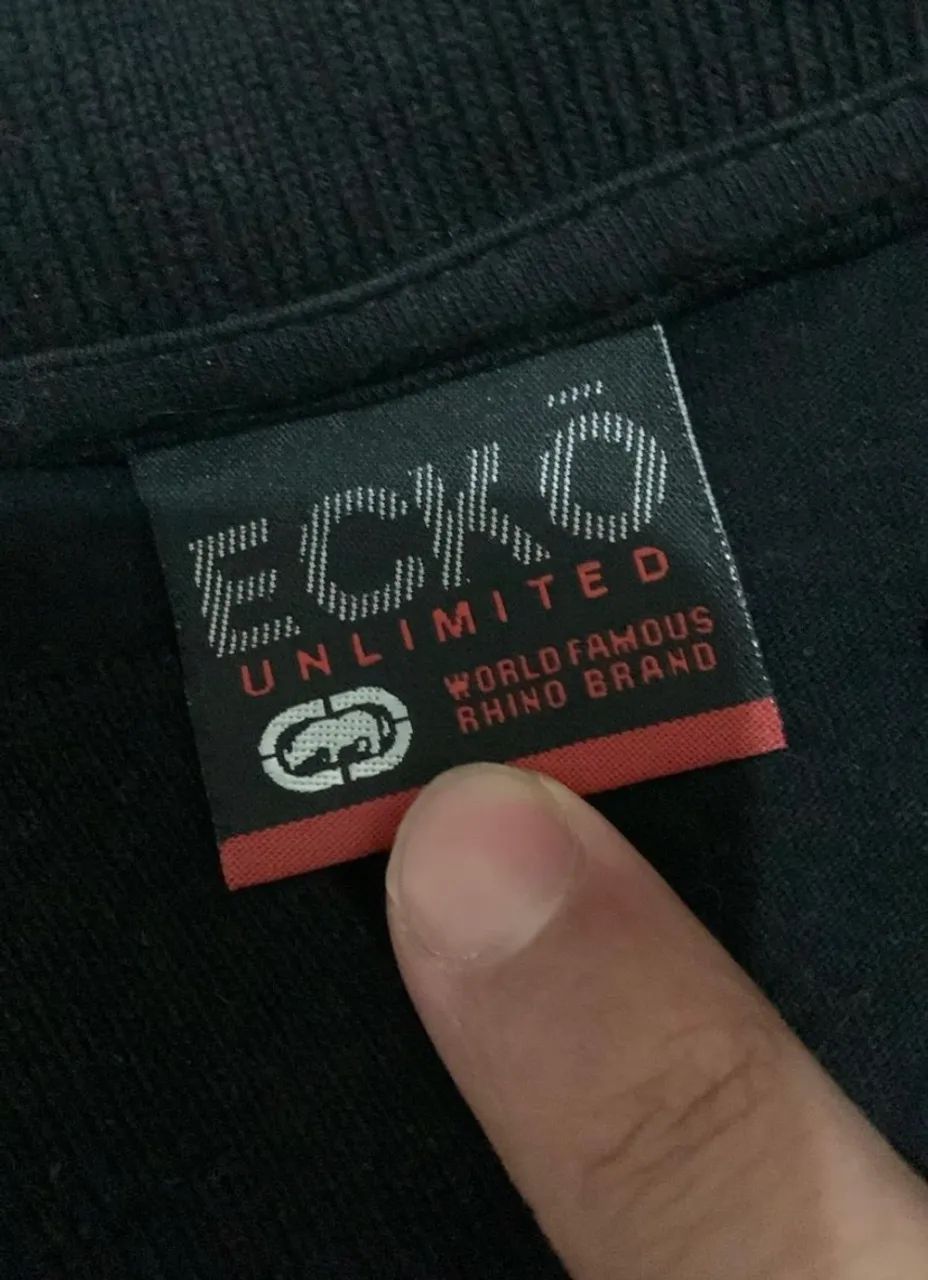 ECKŌ
UNLIMITED
WORLD FAMOUS
RHINO BRAND